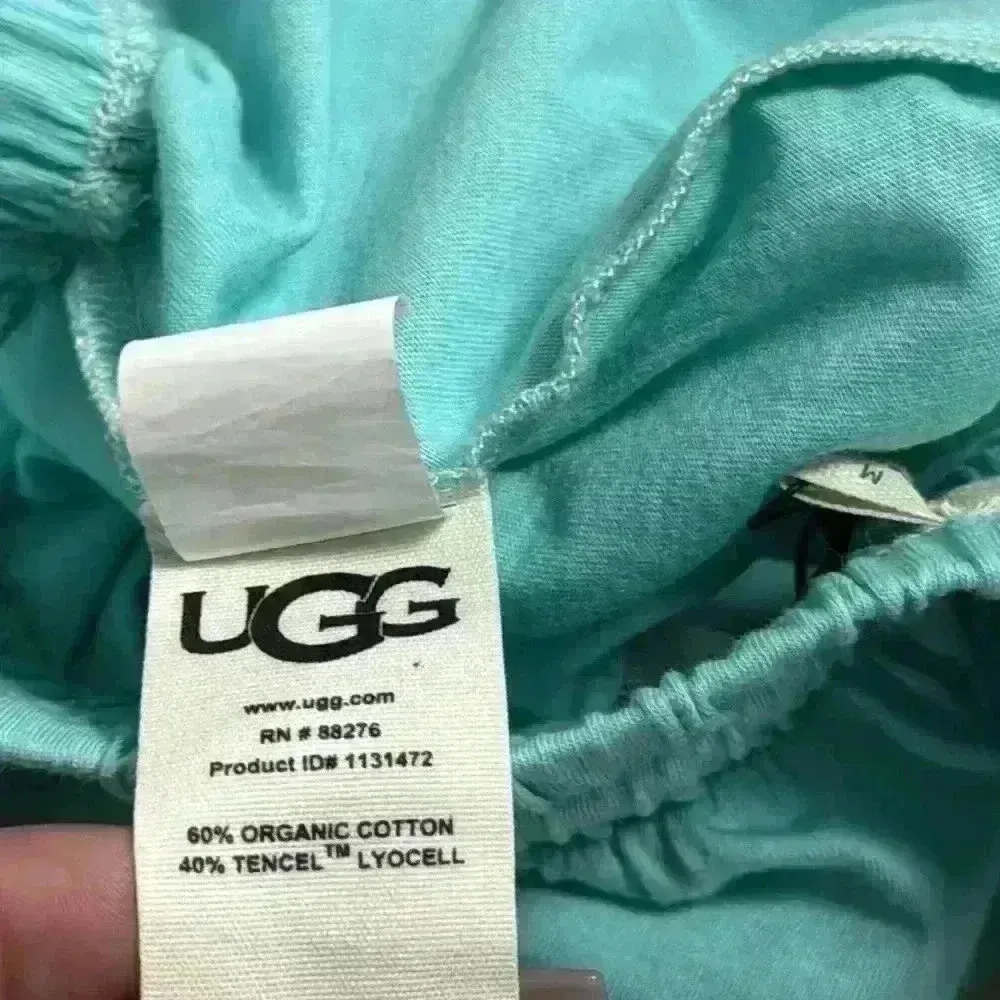 M
UGG
www.ugg.com
RN # 88276
Product ID# 1131472
60% ORGANIC COTTON
40% TENCEL™ LYOCELL